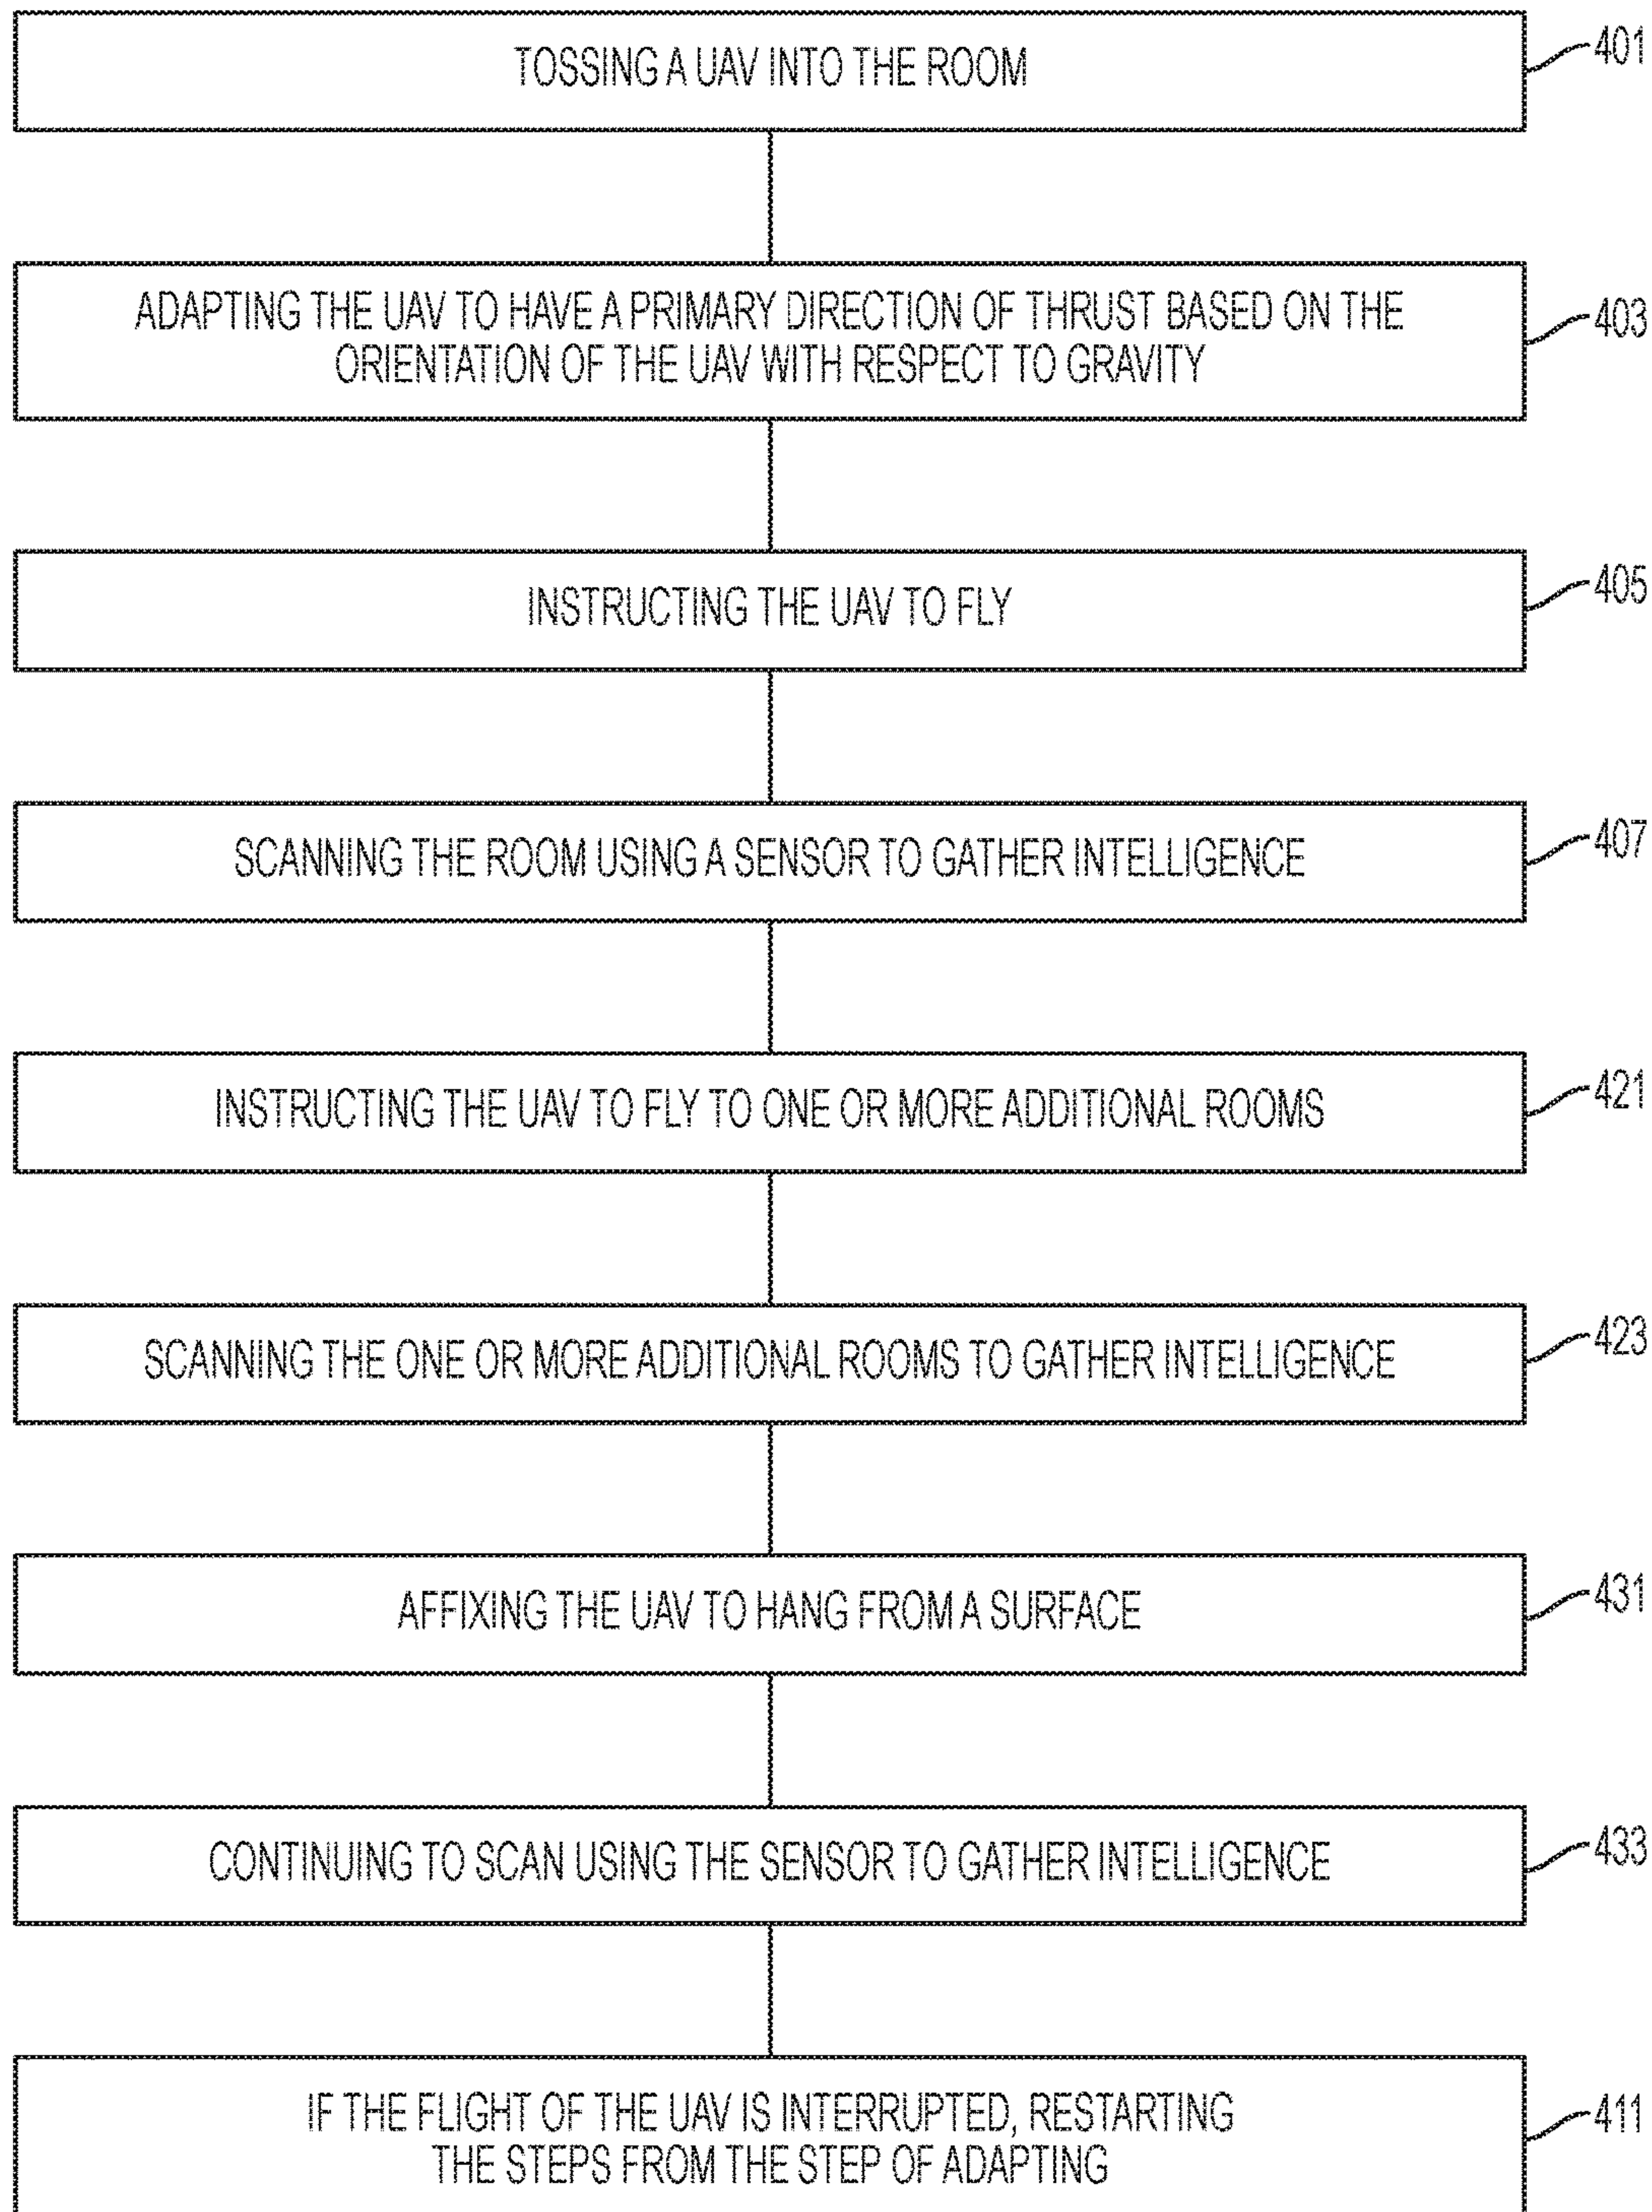 TOSSING A UAV INTO THE ROOM
401
ADAPTING THE UAV TO HAVE A PRIMARY DIRECTION OF THRUST BASED ON THE
ORIENTATION OF THE UAV WITH RESPECT TO GRAVITY
403
INSTRUCTING THE UAV TO FLY
405
SCANNING THE ROOM USING A SENSOR TO GATHER INTELLIGENCE
407
INSTRUCTING THE UAV TO FLY TO ONE OR MORE ADDITIONAL ROOMS
421
SCANNING THE ONE OR MORE ADDITIONAL ROOMS TO GATHER INTELLIGENCE
423
AFFIXING THE UAV TO HANG FROM A SURFACE
431
CONTINUING TO SCAN USING THE SENSOR TO GATHER INTELLIGENCE
433
IF THE FLIGHT OF THE UAV IS INTERRUPTED, RESTARTING
THE STEPS FROM THE STEP OF ADAPTING
411